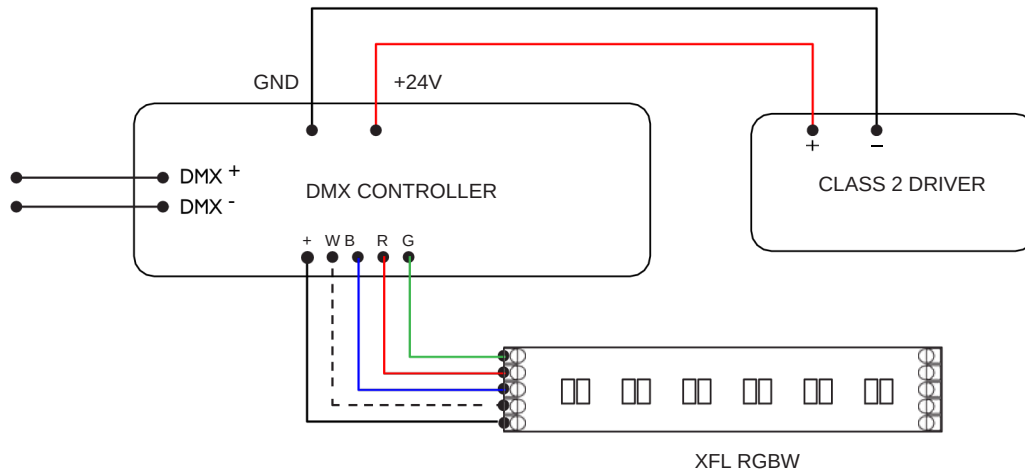 GND
+24V
DMX +
DMX -
DMX CONTROLLER
+ W B R G
+ −
CLASS 2 DRIVER
XFL RGBW